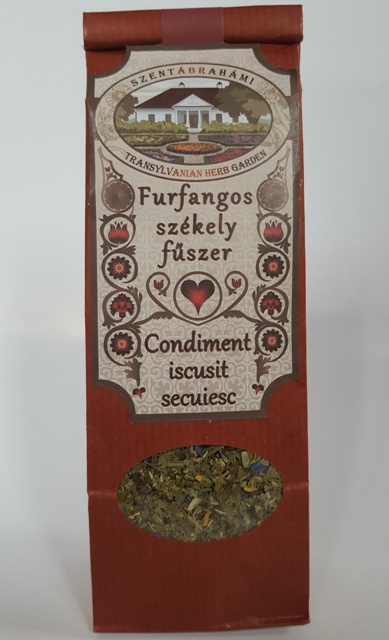 SZENTÁBRAHÁMI
TRANSYLVANIAN HERB GARDEN
Furfangos
székely
fűszer
Condiment
iscusit
secuiesc